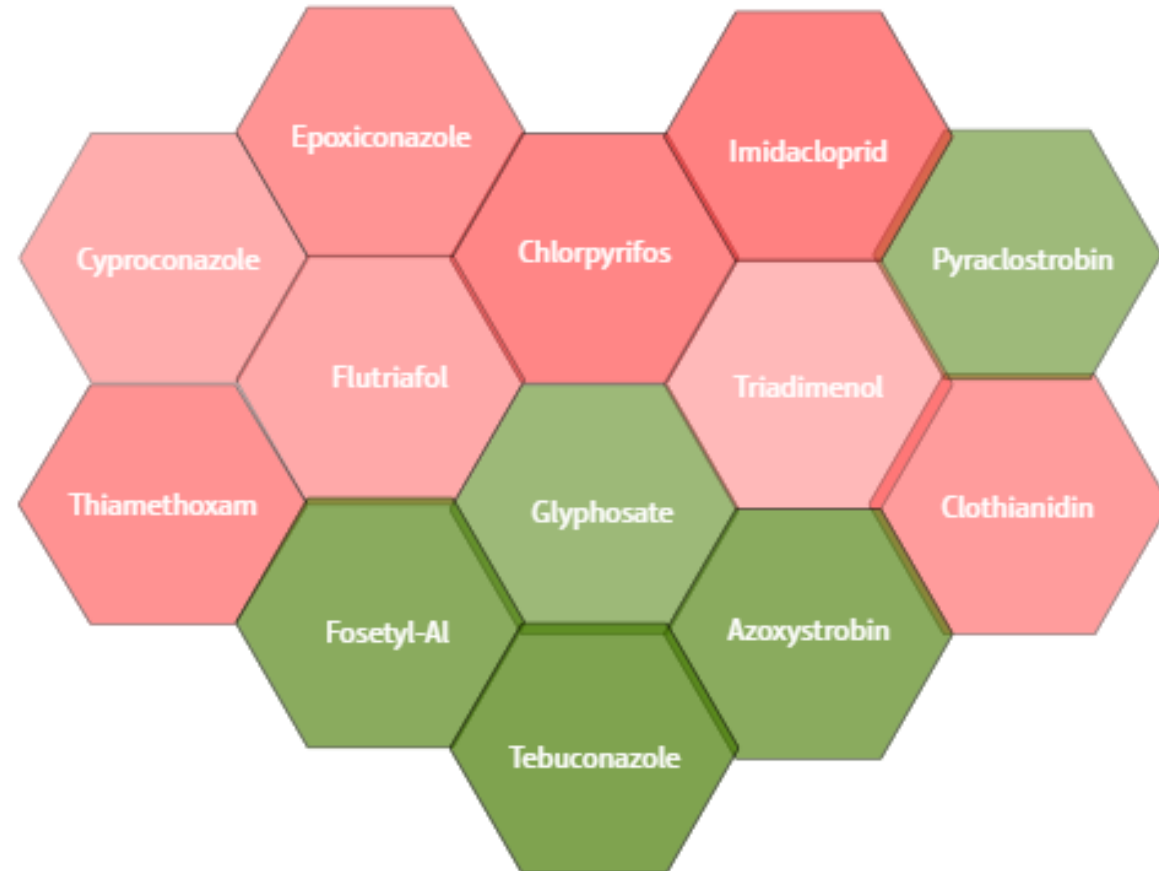 Epoxiconazole
Imidacloprid
Cyproconazole
Chlorpyrifos
Pyraclostrobin
Flutriafol
Triadimenol
Thiamethoxam
Glyphosate
Clothianidin
Fosetyl-Al
Azoxystrobin
Tebuconazole